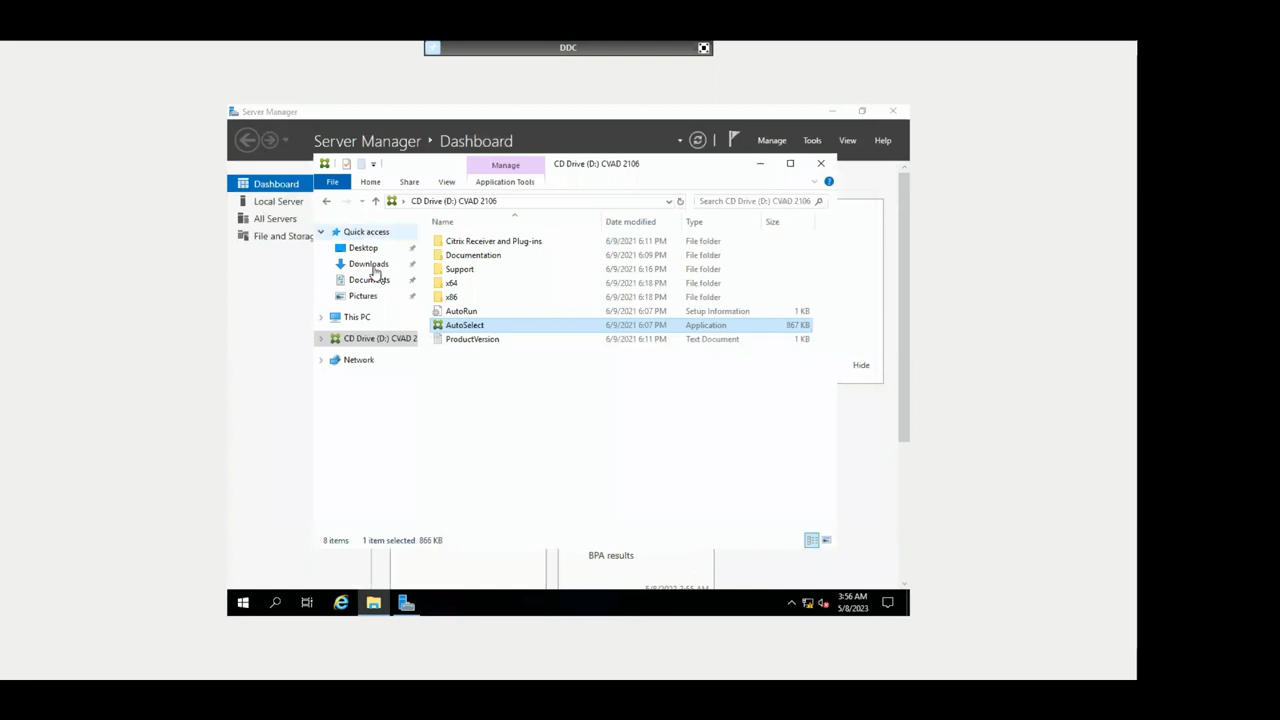 DDC
Server Manager
Server Manager Dashboard
Manage Tools View Help
Manage CD Drive (D:) CVAD 2106
File Home Share View Application Tools
CD Drive (D:) CVAD 2106
Search CD Drive (D:) CVAD 2106
Dashboard
Local Server
All Servers
File and Storag
Quick access
Desktop
Downloads
Documents
Pictures
This PC
CD Drive (D:) CVAD 2
Network
Name Date modified Type Size
Citrix Receiver and Plug-ins 6/9/2021 6:11 PM File folder
Documentation 6/9/2021 6:09 PM File folder
Support 6/9/2021 6:16 PM File folder
x64 6/9/2021 6:18 PM File folder
x86 6/9/2021 6:18 PM File folder
AutoRun 6/9/2021 6:07 PM Setup Information 1 KB
AutoSelect 6/9/2021 6:07 PM Application 867 KB
ProductVersion 6/9/2021 6:11 PM Text Document 1 KB
Hide
8 items 1 item selected 866 KB
BPA results
3:56 AM
5/8/2023